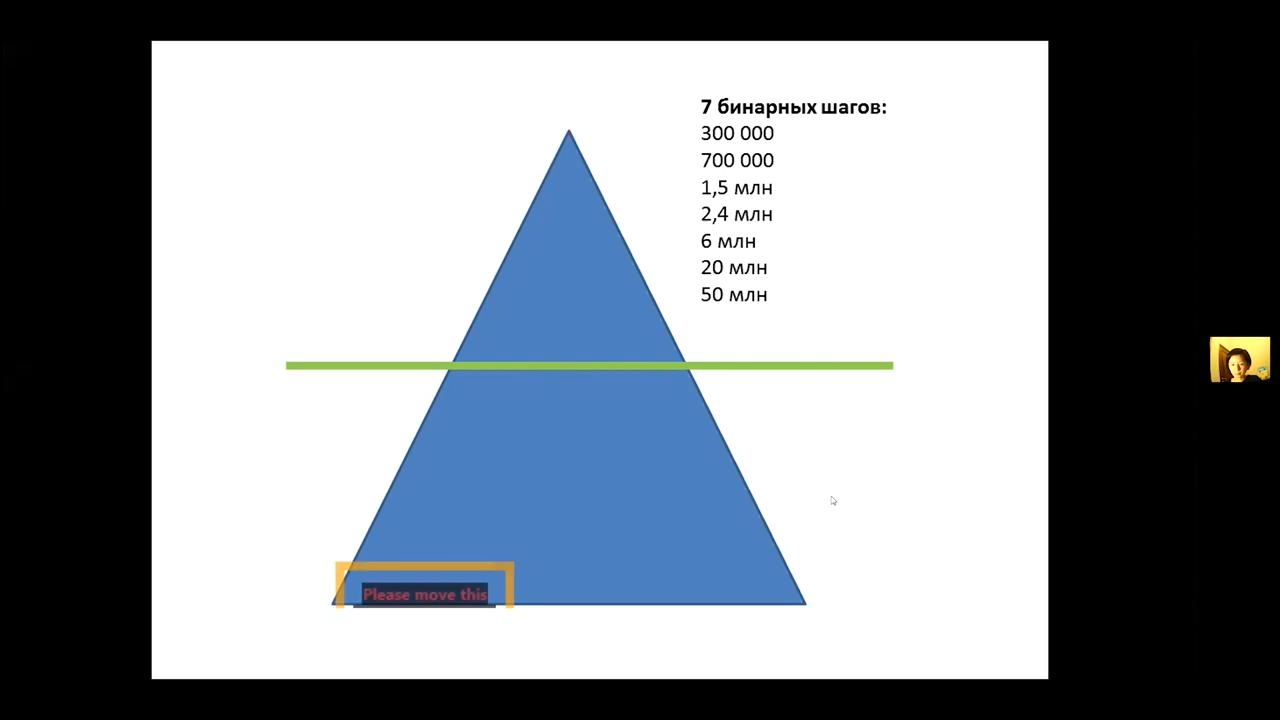 7 бинарных шагов:
300 000
700 000
1,5 млн
2,4 млн
6 млн
20 млн
50 млн
Please move this